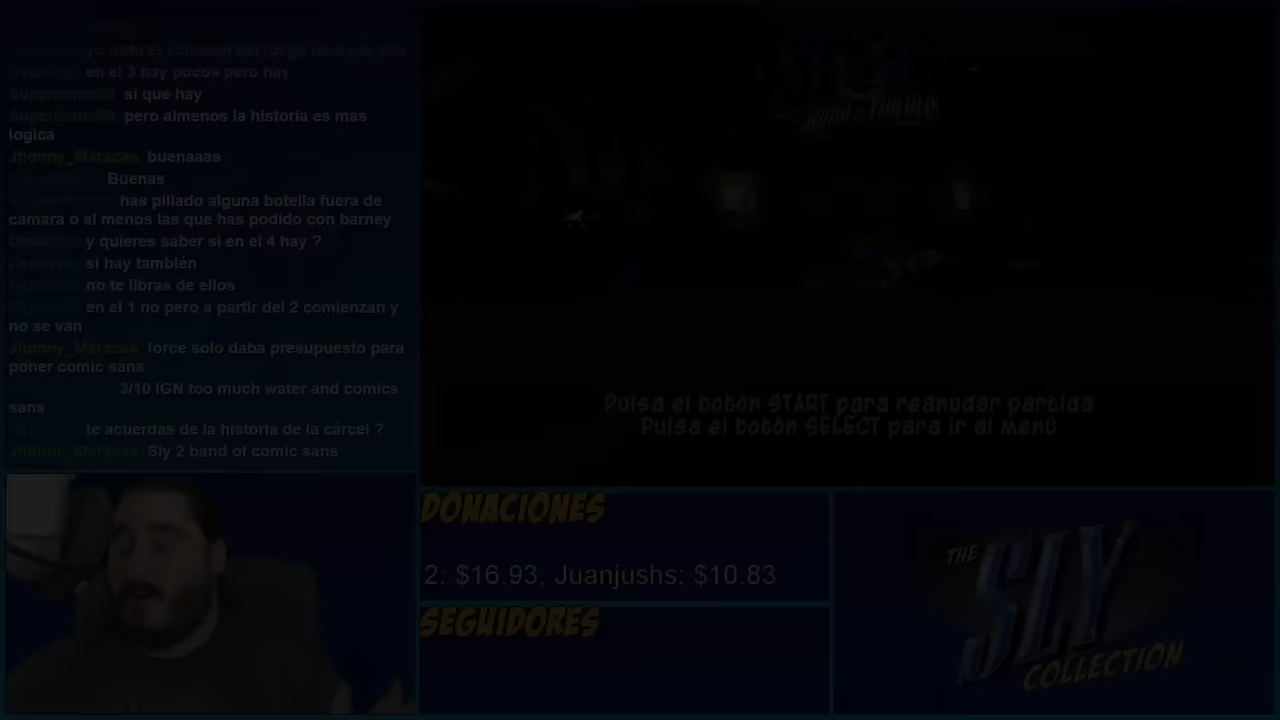 en el 3 hay pocos pero hay
si que hay
pero almenos la historia es mas
logica
Jhonny_Maracas buenaaas
Buenas
has pillado alguna botella fuera de
camara o al menos las que has podido con barney
y quieres saber si en el 4 hay ?
si hay también
no te libras de ellos
en el 1 no pero a partir del 2 comienzan y
no se van
Jhonny_Maracas force solo daba presupuesto para
poner comic sans
3/10 IGN too much water and comics
sans
te acuerdas de la historia de la cárcel ?
Jhonny_Maracas Sly 2 band of comic sans
Pulsa el botón START para reanudar partida
Pulsa el botón SELECT para ir al menú
DONACIONES
2: $16.93, Juanjushs: $10.83
SEGUIDORES
THE
SLY
COLLECTION